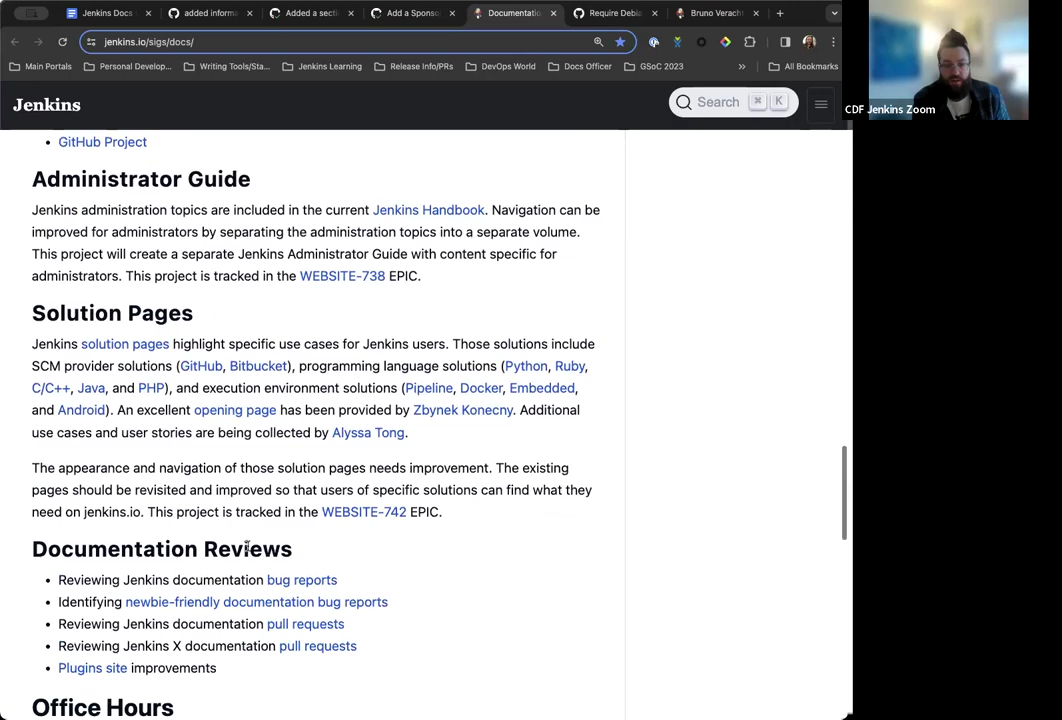 Jenkins Docs
added informa
Added a secti
Add a Sponso
Documentatio
Require Debia
Bruno Verach
jenkins.io/sigs/docs/
Main Portals
Personal Develop...
Writing Tools/Sta...
Jenkins Learning
Release Info/PRs
DevOps World
Docs Officer
GSoC 2023
»
All Bookmarks
CDF Jenkins Zoom
Jenkins
Search ⌘ K
• GitHub Project
Administrator Guide
Jenkins administration topics are included in the current Jenkins Handbook. Navigation can be
improved for administrators by separating the administration topics into a separate volume.
This project will create a separate Jenkins Administrator Guide with content specific for
administrators. This project is tracked in the WEBSITE-738 EPIC.
Solution Pages
Jenkins solution pages highlight specific use cases for Jenkins users. Those solutions include
SCM provider solutions (GitHub, Bitbucket), programming language solutions (Python, Ruby,
C/C++, Java, and PHP), and execution environment solutions (Pipeline, Docker, Embedded,
and Android). An excellent opening page has been provided by Zbynek Konecny. Additional
use cases and user stories are being collected by Alyssa Tong.
The appearance and navigation of those solution pages needs improvement. The existing
pages should be revisited and improved so that users of specific solutions can find what they
need on jenkins.io. This project is tracked in the WEBSITE-742 EPIC.
Documentation Reviews
• Reviewing Jenkins documentation bug reports
• Identifying newbie-friendly documentation bug reports
• Reviewing Jenkins documentation pull requests
• Reviewing Jenkins X documentation pull requests
• Plugins site improvements
Office Hours